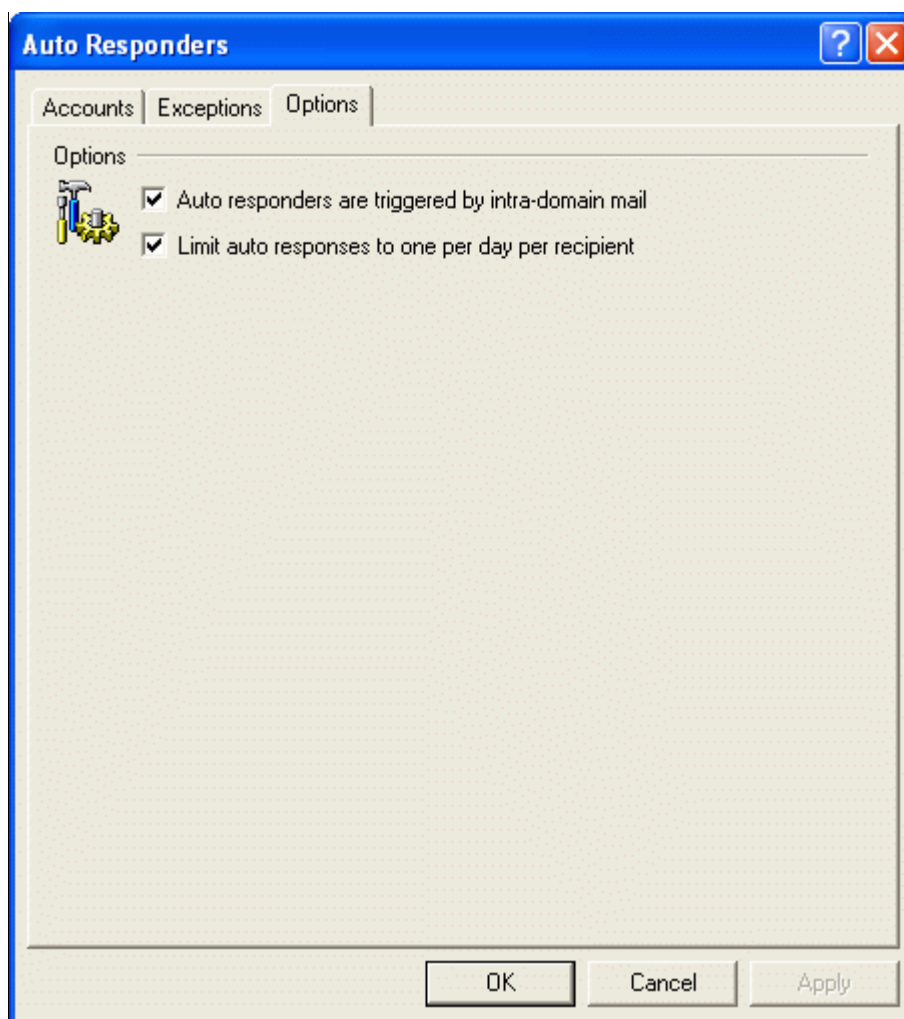 Auto Responders
Accounts Exceptions Options
Options
Auto responders are triggered by intra-domain mail
Limit auto responses to one per day per recipient
OK Cancel Apply